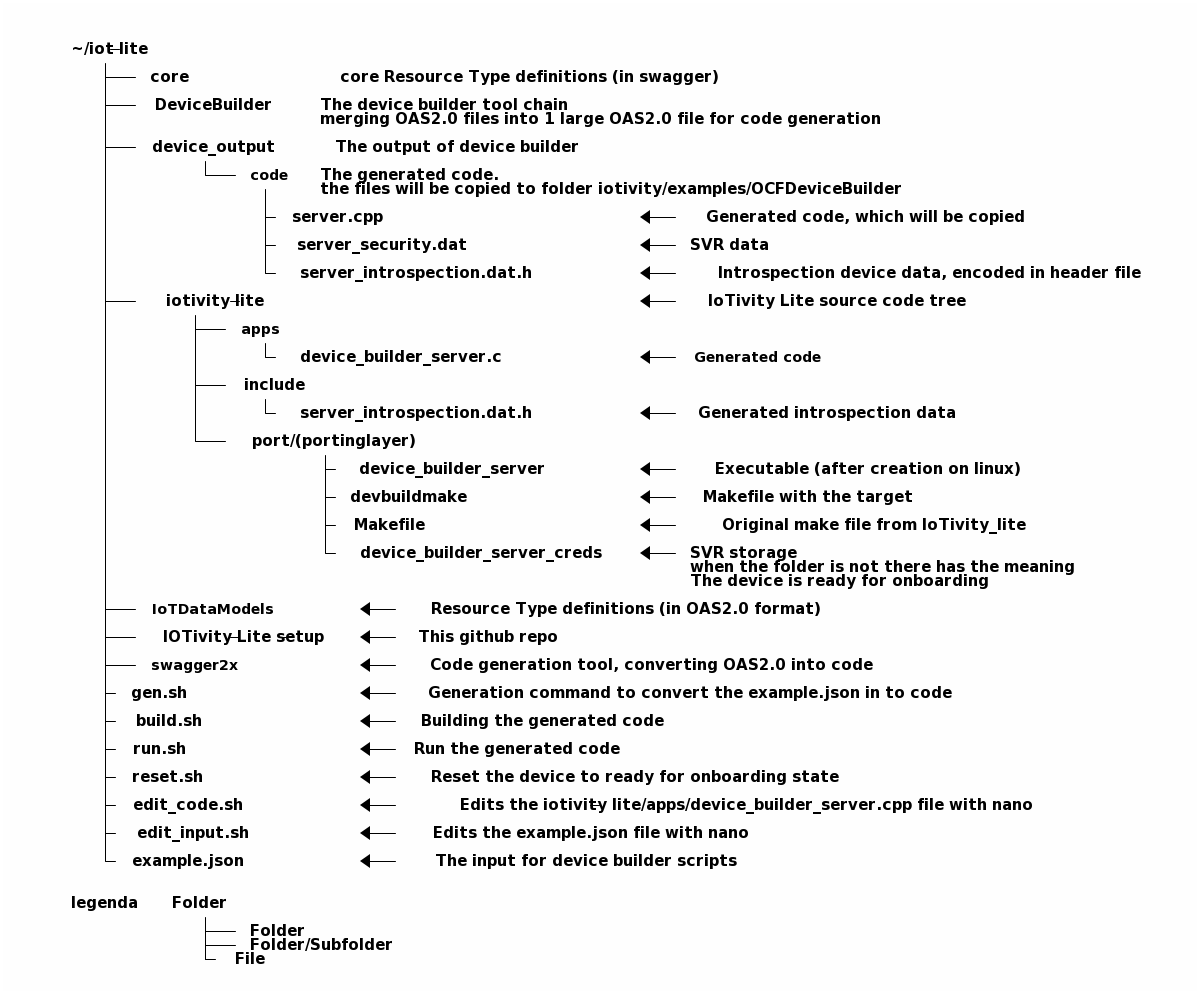 ~/iot-lite
core core Resource Type definitions (in swagger)
DeviceBuilder The device builder tool chain
merging OAS2.0 files into 1 large OAS2.0 file for code generation
device_output The output of device builder
code The generated code.
the files will be copied to folder iotivity/examples/OCFDeviceBuilder
server.cpp Generated code, which will be copied
server_security.dat SVR data
server_introspection.dat.h Introspection device data, encoded in header file
iotivity-lite IoTivity Lite source code tree
apps
device_builder_server.c Generated code
include
server_introspection.dat.h Generated introspection data
port/(portinglayer)
device_builder_server Executable (after creation on linux)
devbuildmake Makefile with the target
Makefile Original make file from IoTivity_lite
device_builder_server_creds SVR storage
when the folder is not there has the meaning
The device is ready for onboarding
IoTDataModels Resource Type definitions (in OAS2.0 format)
IOTivity-Lite setup This github repo
swagger2x Code generation tool, converting OAS2.0 into code
gen.sh Generation command to convert the example.json in to code
build.sh Building the generated code
run.sh Run the generated code
reset.sh Reset the device to ready for onboarding state
edit_code.sh Edits the iotivity-lite/apps/device_builder_server.cpp file with nano
edit_input.sh Edits the example.json file with nano
example.json The input for device builder scripts
legenda Folder
Folder
Folder/Subfolder
File